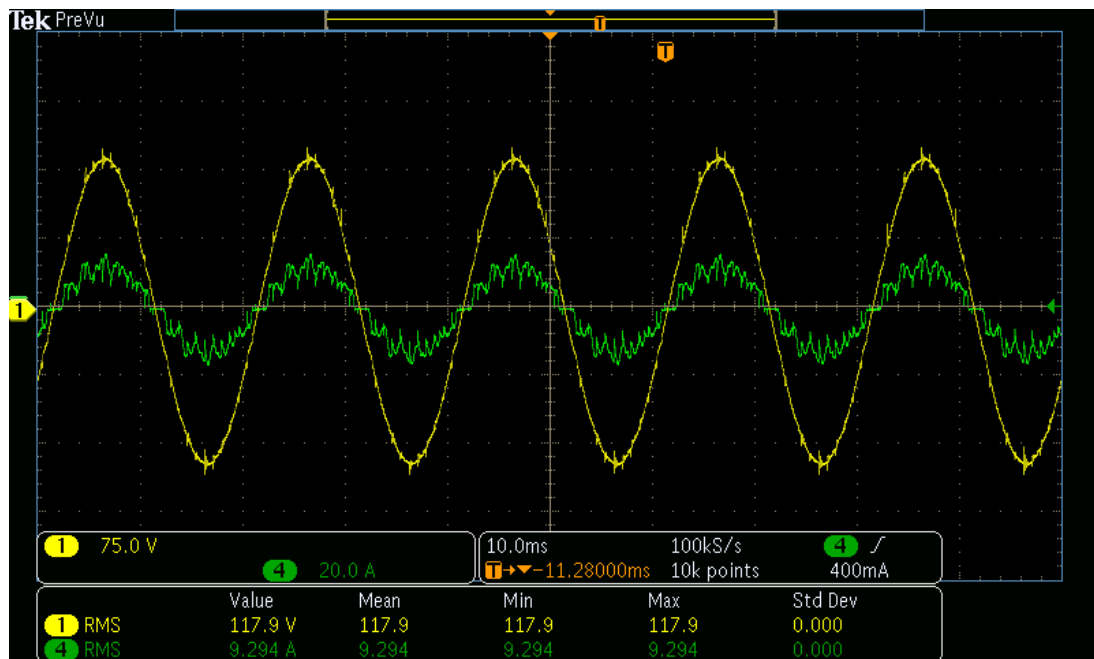 Tek PreVu
T
T
1
1 75.0 V
4 20.0 A
10.0ms 100kS/s 4
T→▼−11.28000ms 10k points 400mA
Value Mean Min Max Std Dev
1 RMS 117.9 V 117.9 117.9 117.9 0.000
4 RMS 9.294 A 9.294 9.294 9.294 0.000